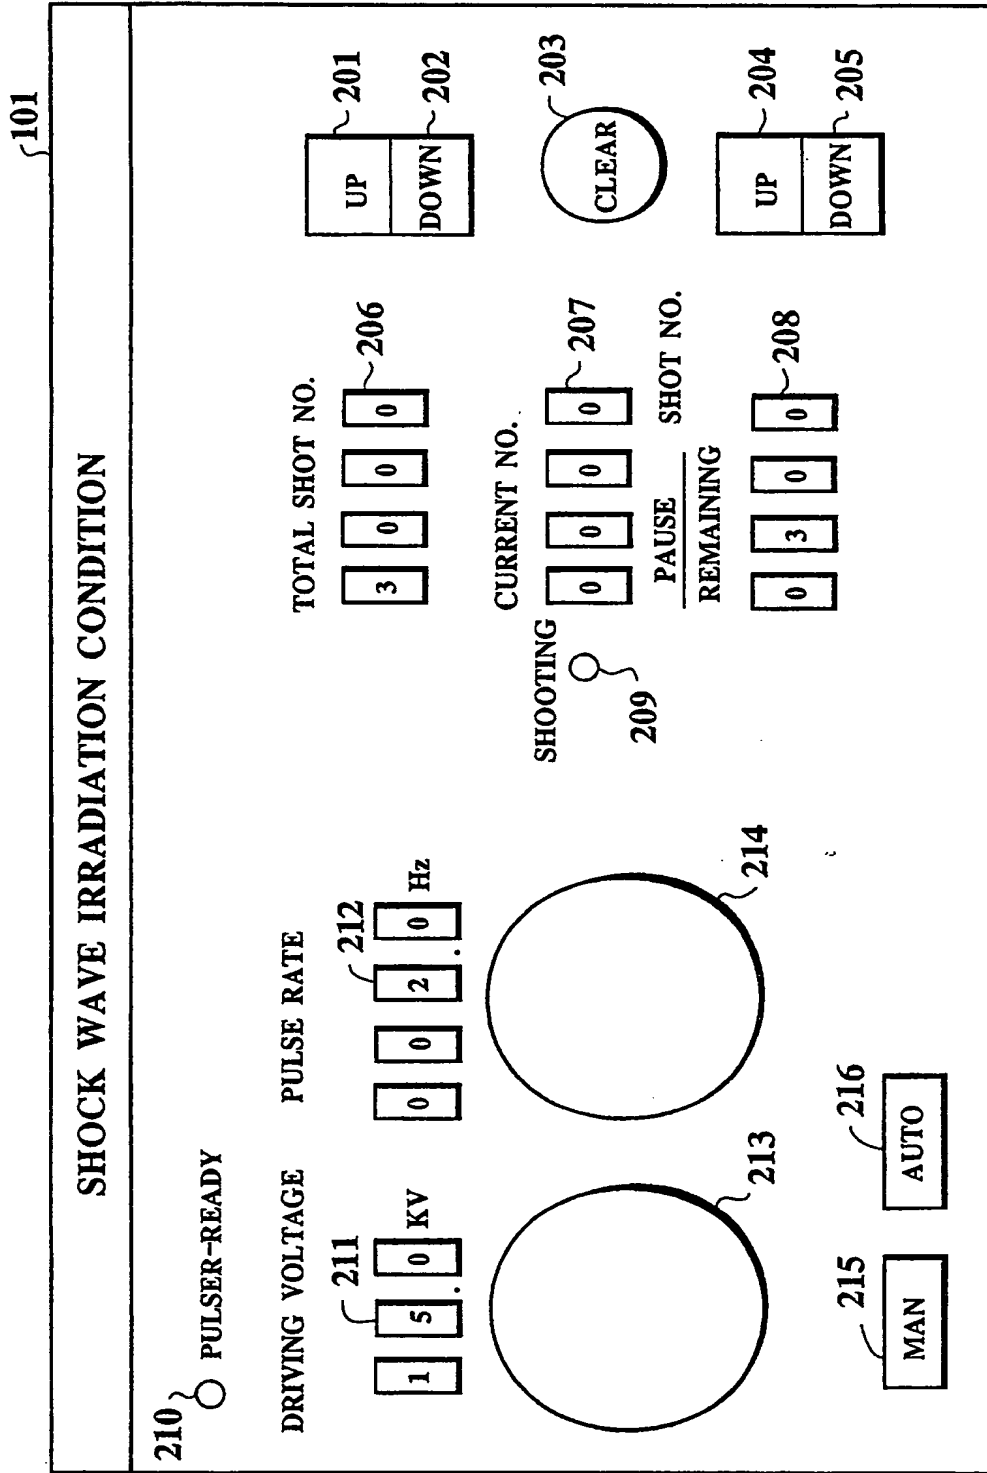 101
SHOCK WAVE IRRADIATION CONDITION
210
PULSER-READY
DRIVING VOLTAGE
211
1 5 . 0 KV
213
PULSE RATE
212
0 0 2 . 0 Hz
214
215
MAN
216
AUTO
TOTAL SHOT NO.
206
3 0 0 0
UP
201
DOWN
202
SHOOTING
209
CURRENT NO.
207
0 0 0 0
CLEAR
203
PAUSE
REMAINING
SHOT NO.
208
0 3 0 0
UP
204
DOWN
205